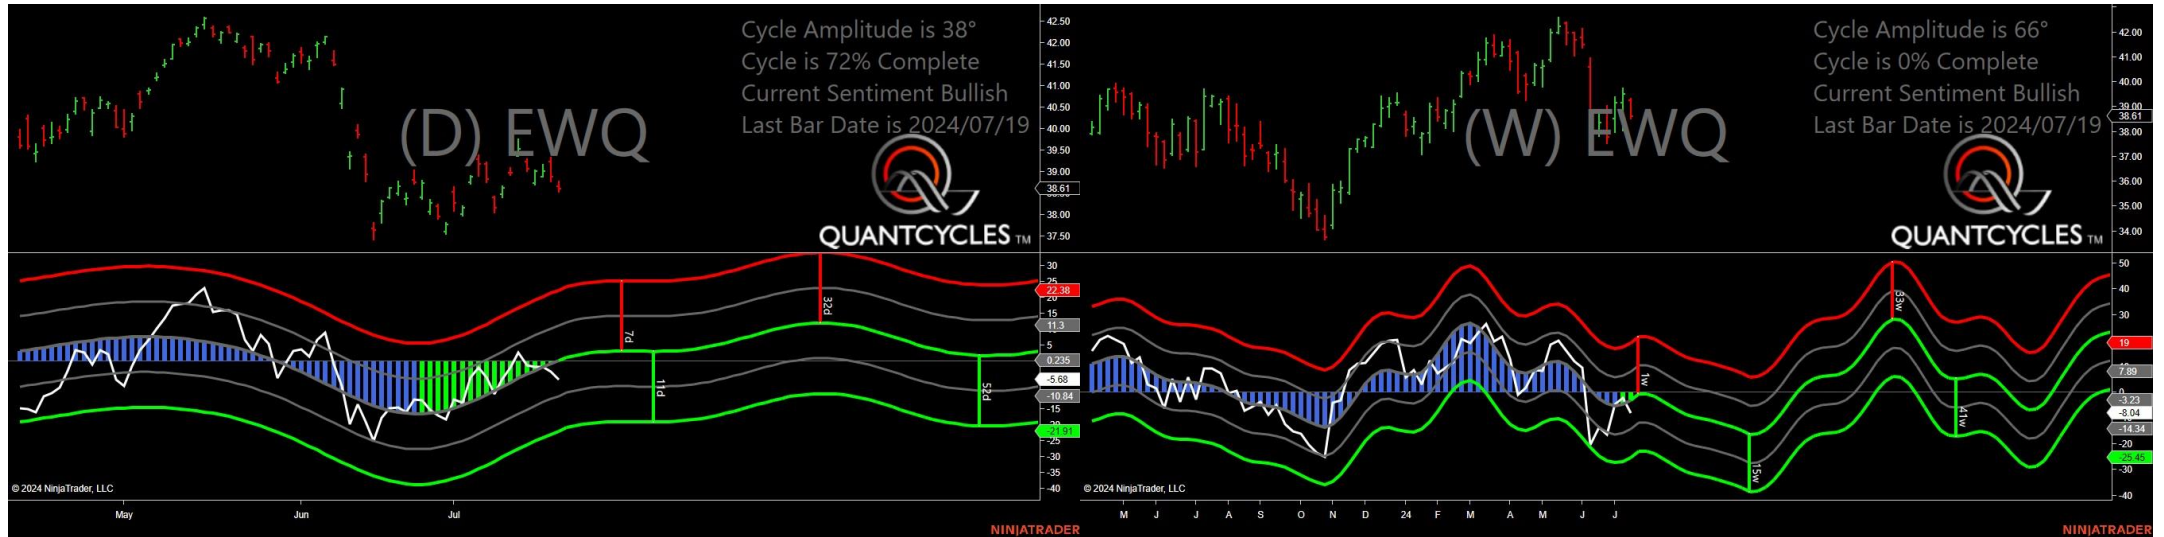 Cycle Amplitude is 38°
Cycle is 72% Complete
Current Sentiment Bullish
Last Bar Date is 2024/07/19
(D) EWQ
QUANTCYCLES TM
42.50
42.00
41.50
41.00
40.50
40.00
39.50
39.00
38.61
38.00
37.50
30
25
22.38
20
15
11.3
5
0.235
-5.68
-10.84
-15
-21.91
-25
-30
-35
-40
7d
11d
32d
52d
© 2024 NinjaTrader, LLC
May Jun Jul
NINJATRADER
Cycle Amplitude is 66°
Cycle is 0% Complete
Current Sentiment Bullish
Last Bar Date is 2024/07/19
(W) EWQ
QUANTCYCLES TM
42.00
41.00
40.00
39.00
38.61
38.00
37.00
36.00
35.00
34.00
50
40
30
19
7.89
0
-3.23
-8.04
-14.34
-20
-25.45
-30
-40
1w
15w
33w
41w
© 2024 NinjaTrader, LLC
M J J A S O N D 24 F M A M J J
NINJATRADER